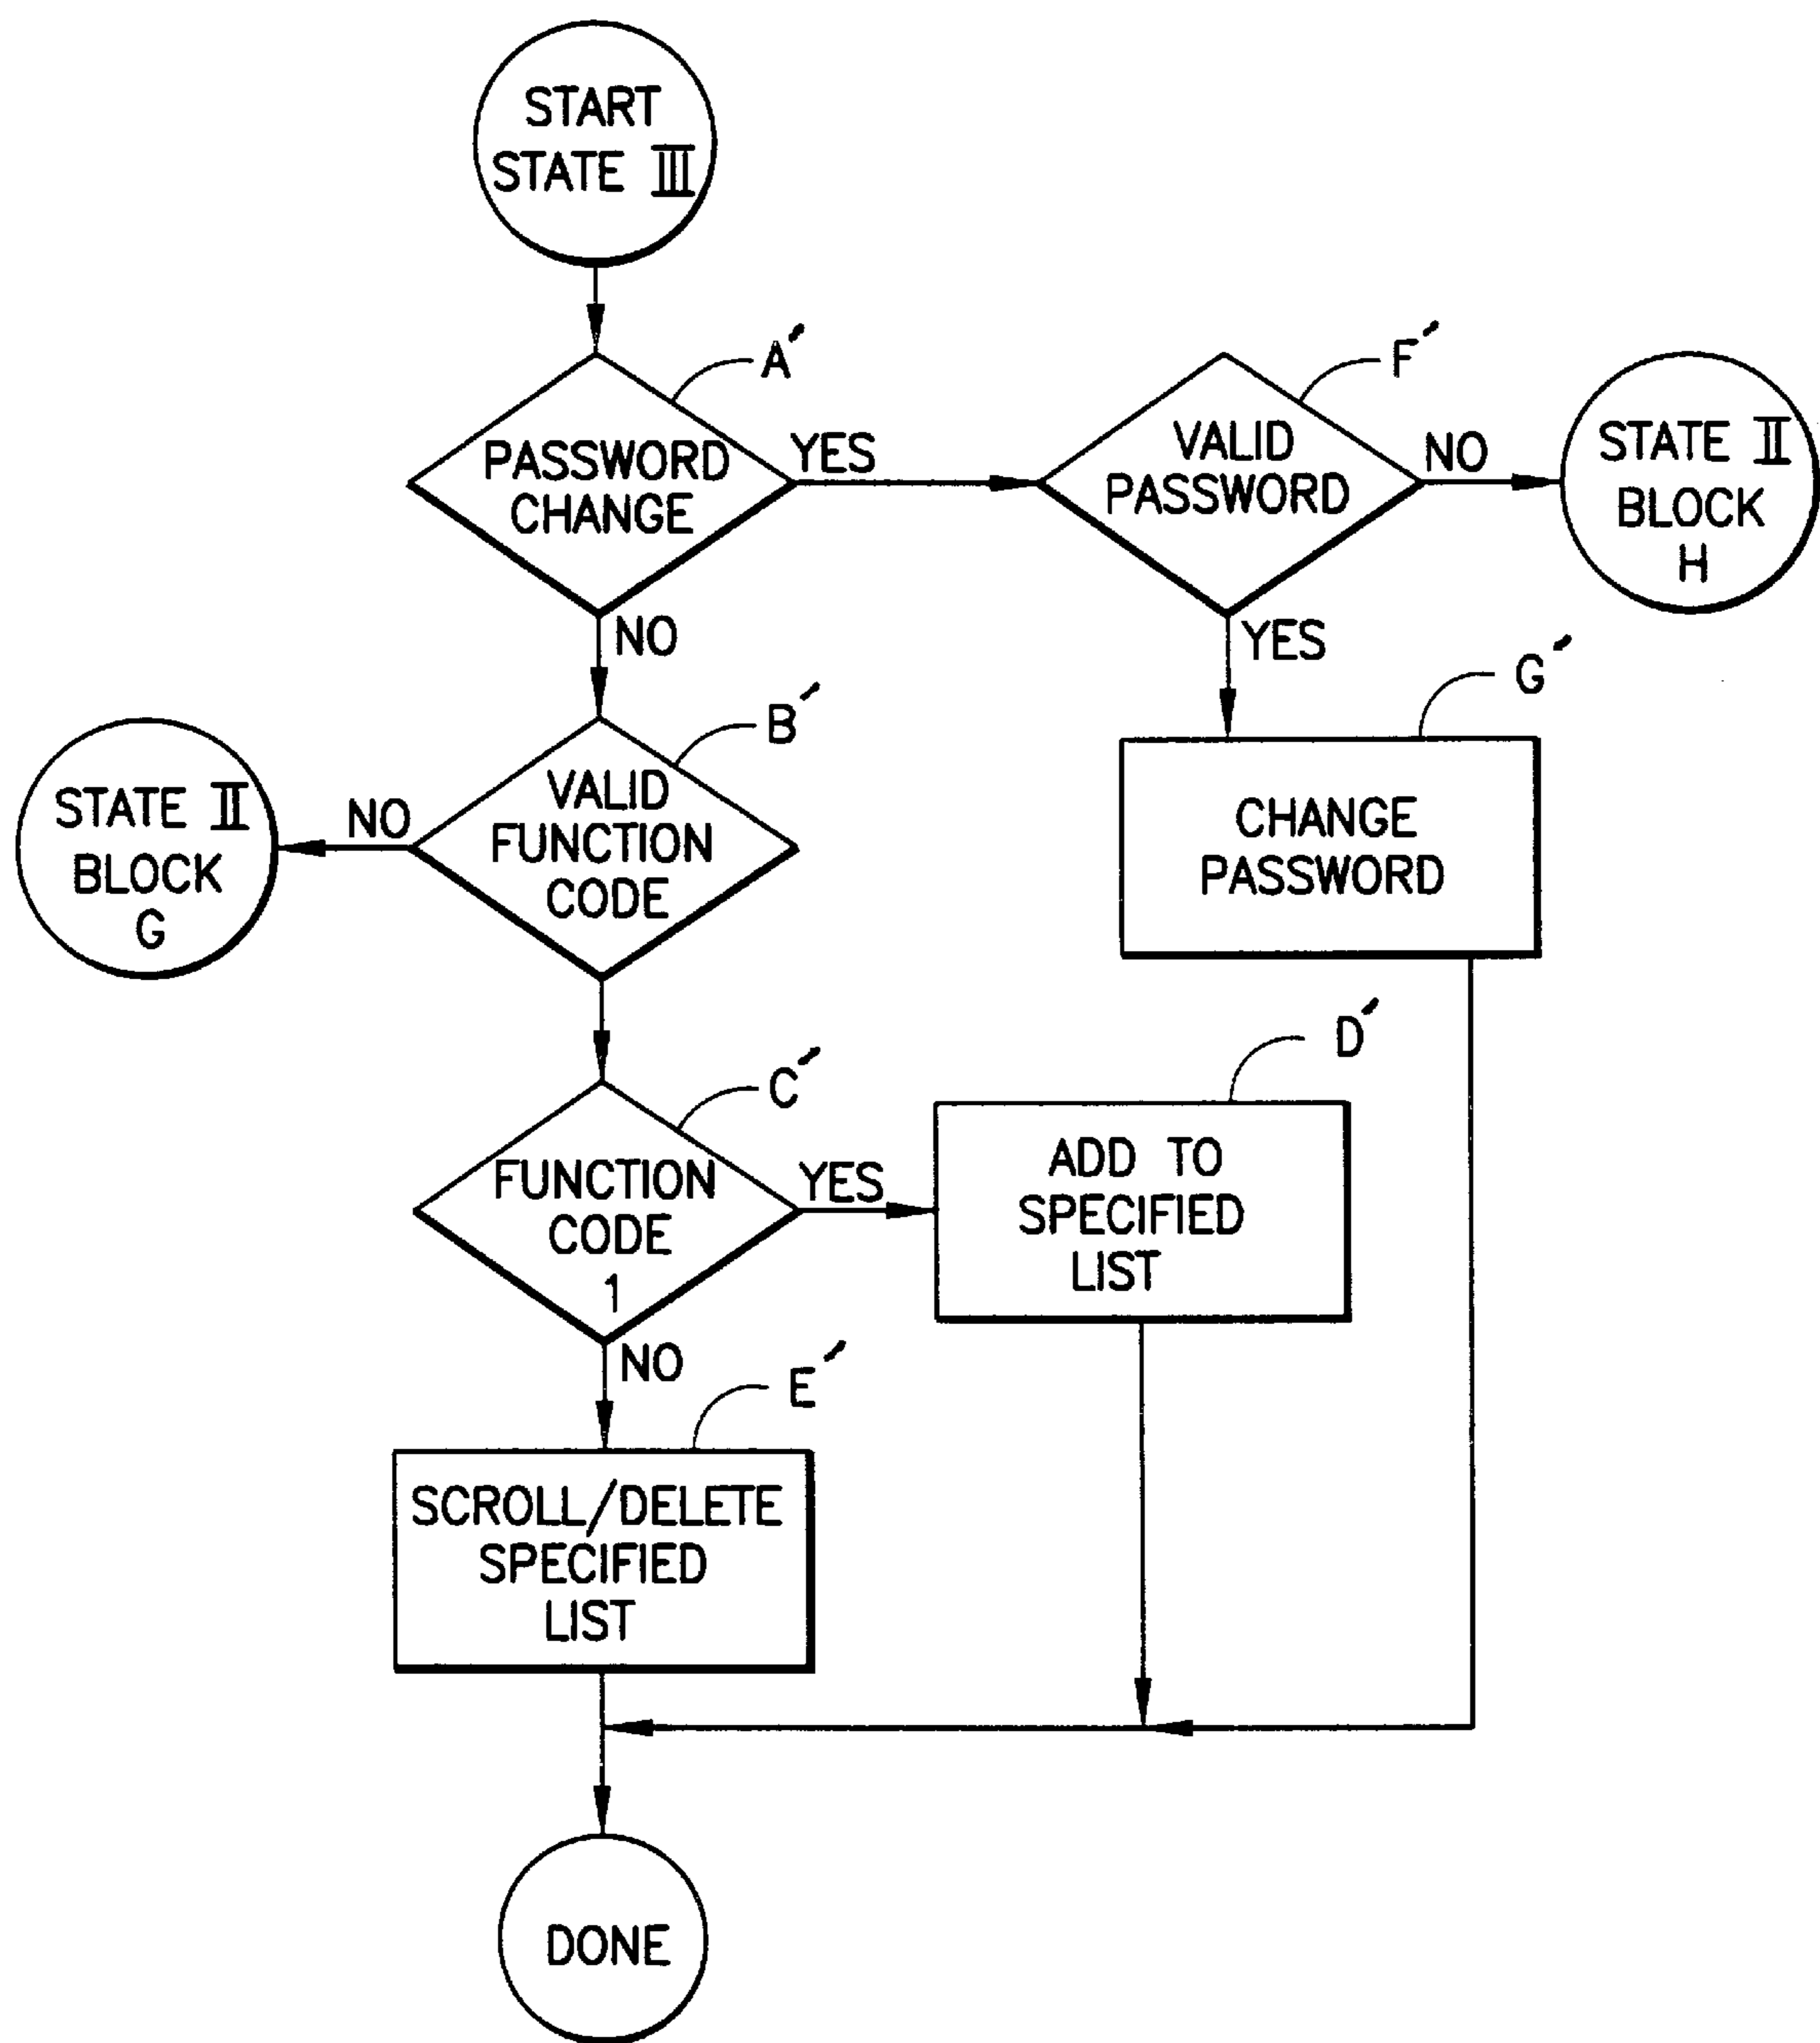 START
STATE III
A′
PASSWORD
CHANGE
YES
F′
VALID
PASSWORD
NO
STATE II
BLOCK
H
NO
YES
G′
CHANGE
PASSWORD
B′
VALID
FUNCTION
CODE
NO
STATE II
BLOCK
G
C′
FUNCTION
CODE
1
YES
D′
ADD TO
SPECIFIED
LIST
NO
E′
SCROLL/DELETE
SPECIFIED
LIST
DONE